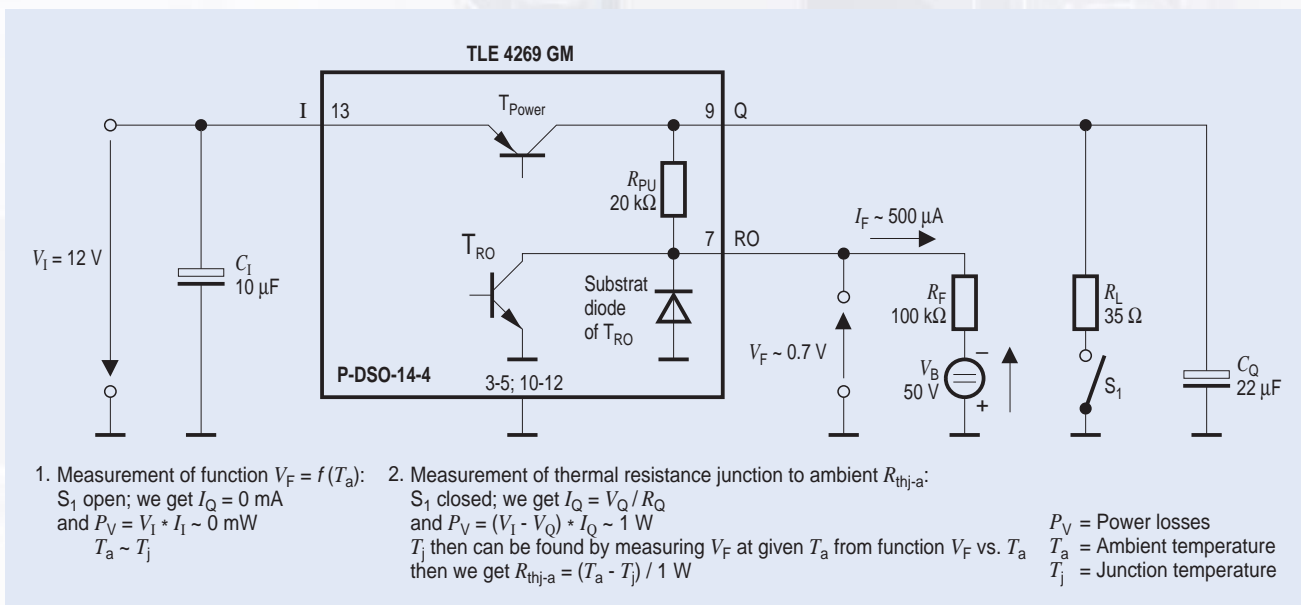 TLE 4269 GM
I
13
T_Power
9
Q
R_PU
20 kΩ
I_F ~ 500 µA
7
RO
V_I = 12 V
C_I
10 µF
T_RO
Substrat
diode
of T_RO
V_F ~ 0.7 V
R_F
100 kΩ
R_L
35 Ω
V_B
50 V
–
+
S_1
C_Q
22 µF
P-DSO-14-4
3-5; 10-12
1. Measurement of function V_F = f (T_a):
S_1 open; we get I_Q = 0 mA
and P_V = V_I * I_I ~ 0 mW
T_a ~ T_j
2. Measurement of thermal resistance junction to ambient R_thj-a:
S_1 closed; we get I_Q = V_Q / R_Q
and P_V = (V_I - V_Q) * I_Q ~ 1 W
T_j then can be found by measuring V_F at given T_a from function V_F vs. T_a
then we get R_thj-a = (T_a - T_j) / 1 W
P_V = Power losses
T_a = Ambient temperature
T_j = Junction temperature